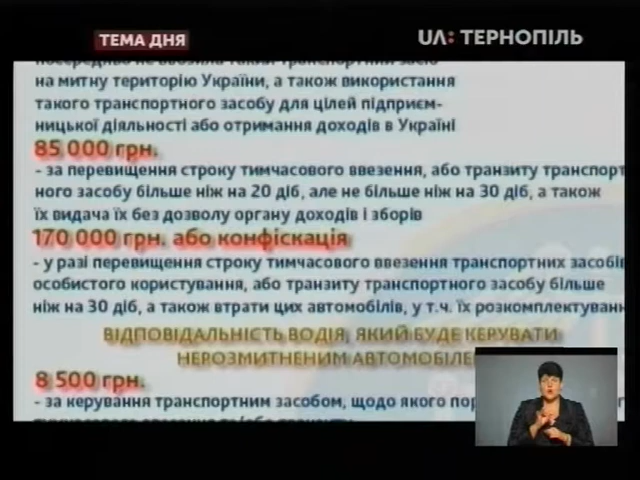 ТЕМА ДНЯ
UA: ТЕРНОПІЛЬ
на митну територію України, а також використання
такого транспортного засобу для цілей підприєм-
ницької діяльності або отримання доходів в Україні
85 000 грн.
- за перевищення строку тимчасового ввезення, або транзиту транспорт
ного засобу більше ніж на 20 діб, але не більше ніж на 30 діб, а також
їх видача їх без дозволу органу доходів і зборів
170 000 грн. або конфіскація
- у разі перевищення строку тимчасового ввезення транспортних засобів
особистого користування, або транзиту транспортного засобу більше
ніж на 30 діб, а також втрати цих автомобілів, у т.ч. їх розкомплектуван
ВІДПОВІДАЛЬНІСТЬ ВОДІЯ, ЯКИЙ БУДЕ КЕРУВАТИ
НЕРОЗМИТНЕНИМ АВТОМОБІЛЕ
8 500 грн.
- за керування транспортним засобом, щодо якого пор